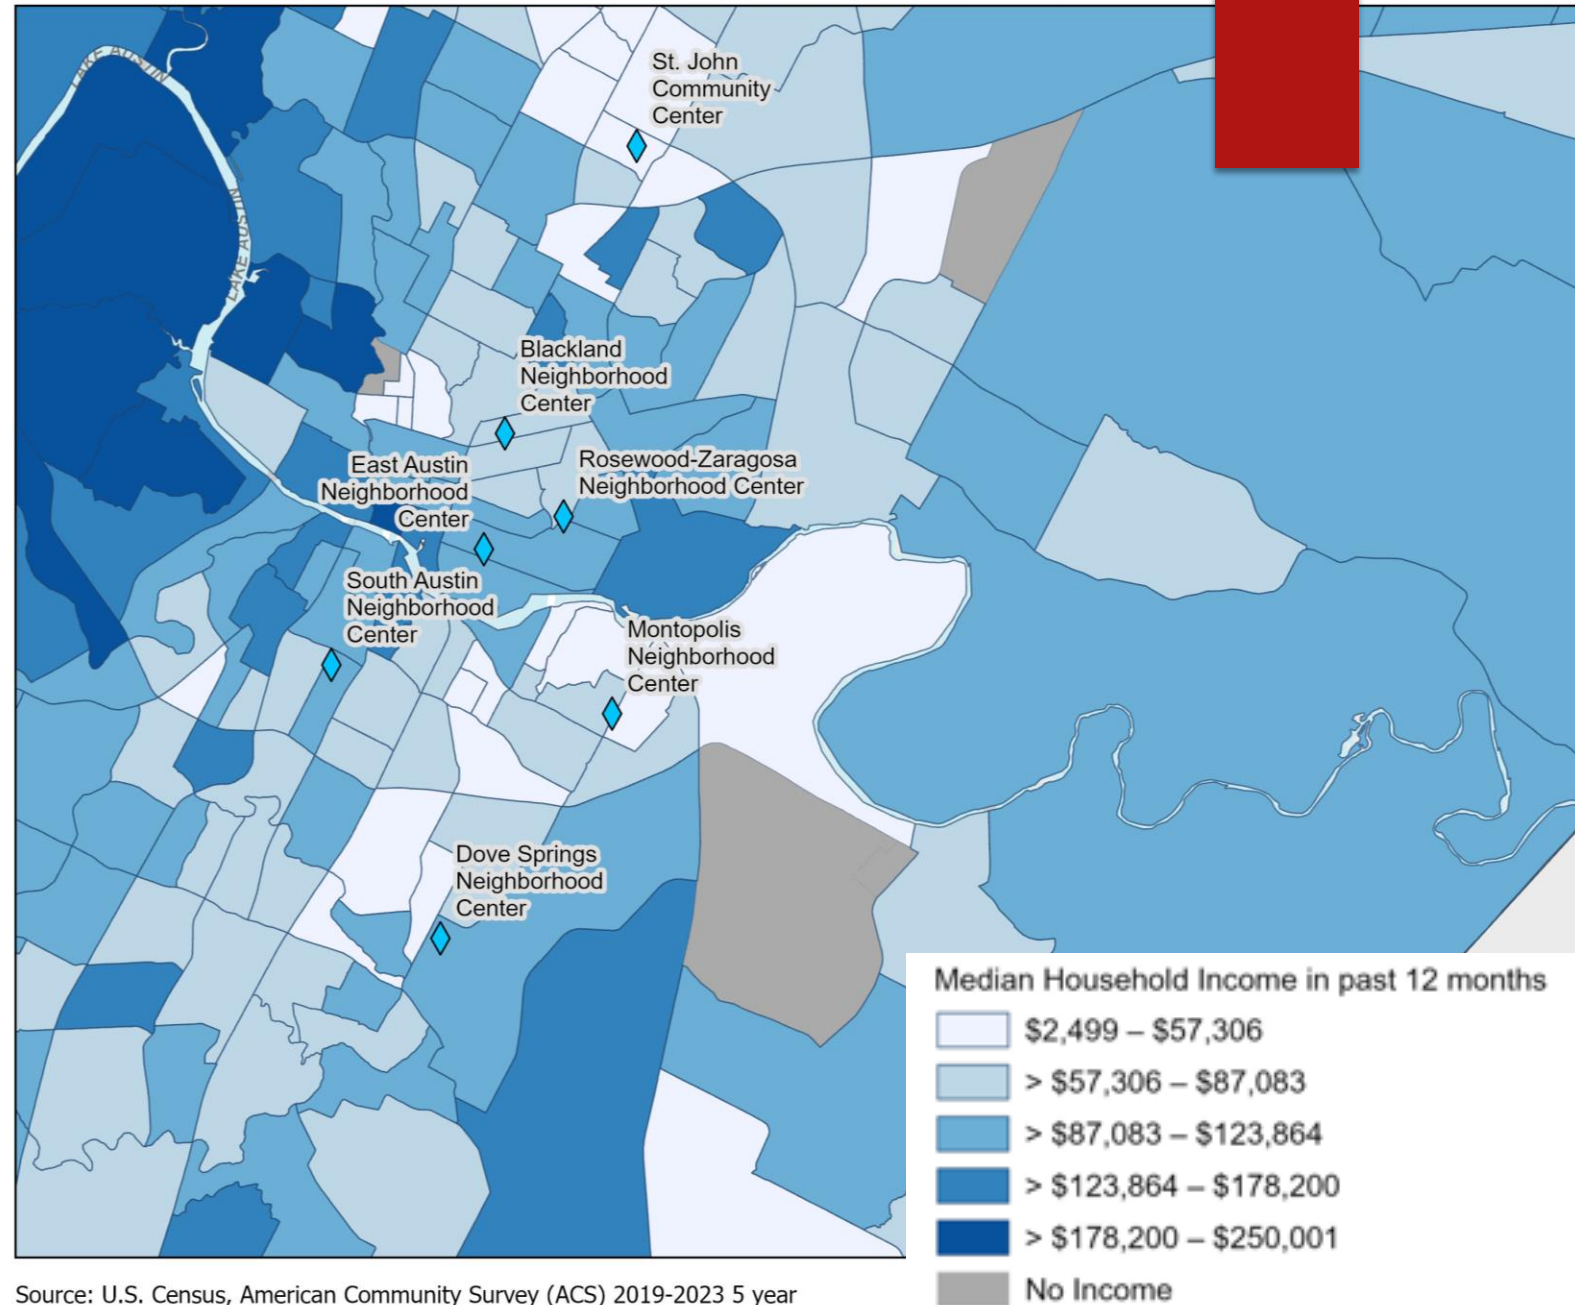 LAKE AUSTIN
St. John
Community
Center
LAKE AUSTIN
Blackland
Neighborhood
Center
East Austin
Neighborhood
Center
Rosewood-Zaragosa
Neighborhood Center
South Austin
Neighborhood
Center
Montopolis
Neighborhood
Center
Dove Springs
Neighborhood
Center
Median Household Income in past 12 months
$2,499 – $57,306
> $57,306 – $87,083
> $87,083 – $123,864
> $123,864 – $178,200
> $178,200 – $250,001
No Income
Source: U.S. Census, American Community Survey (ACS) 2019-2023 5 year